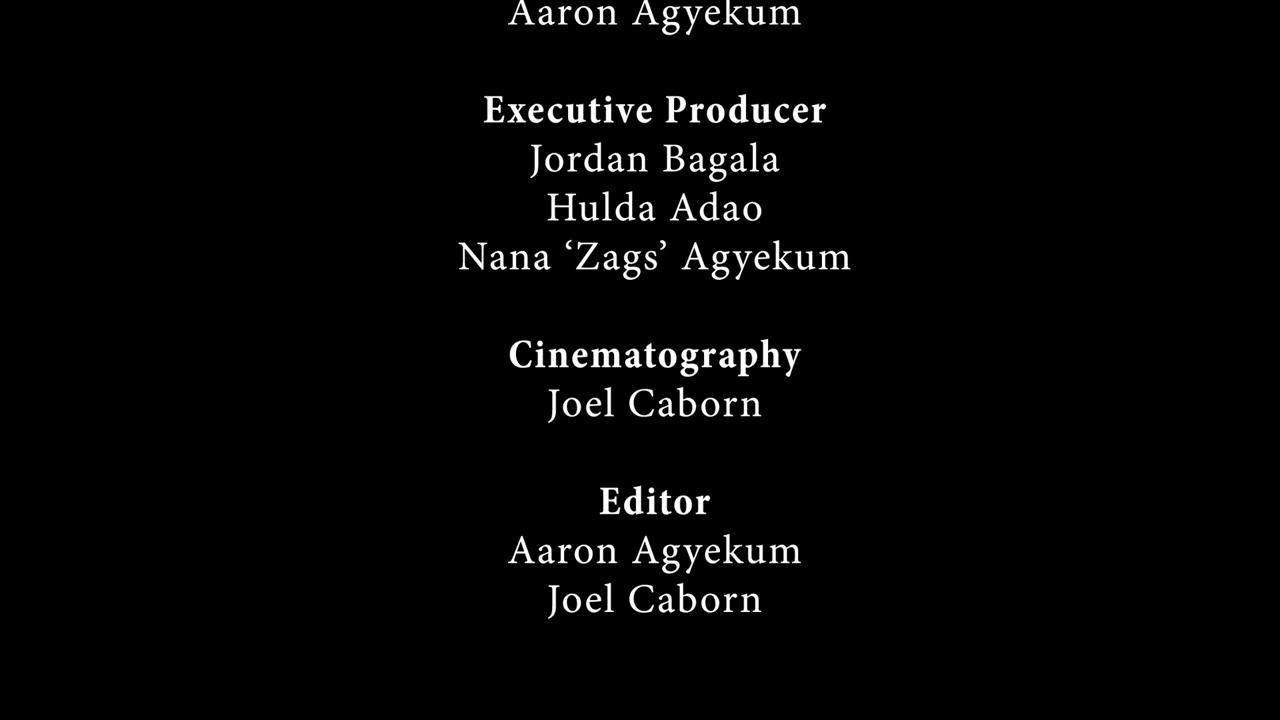 Aaron Agyekum
Executive Producer
Jordan Bagala
Hulda Adao
Nana ‘Zags’ Agyekum
Cinematography
Joel Caborn
Editor
Aaron Agyekum
Joel Caborn